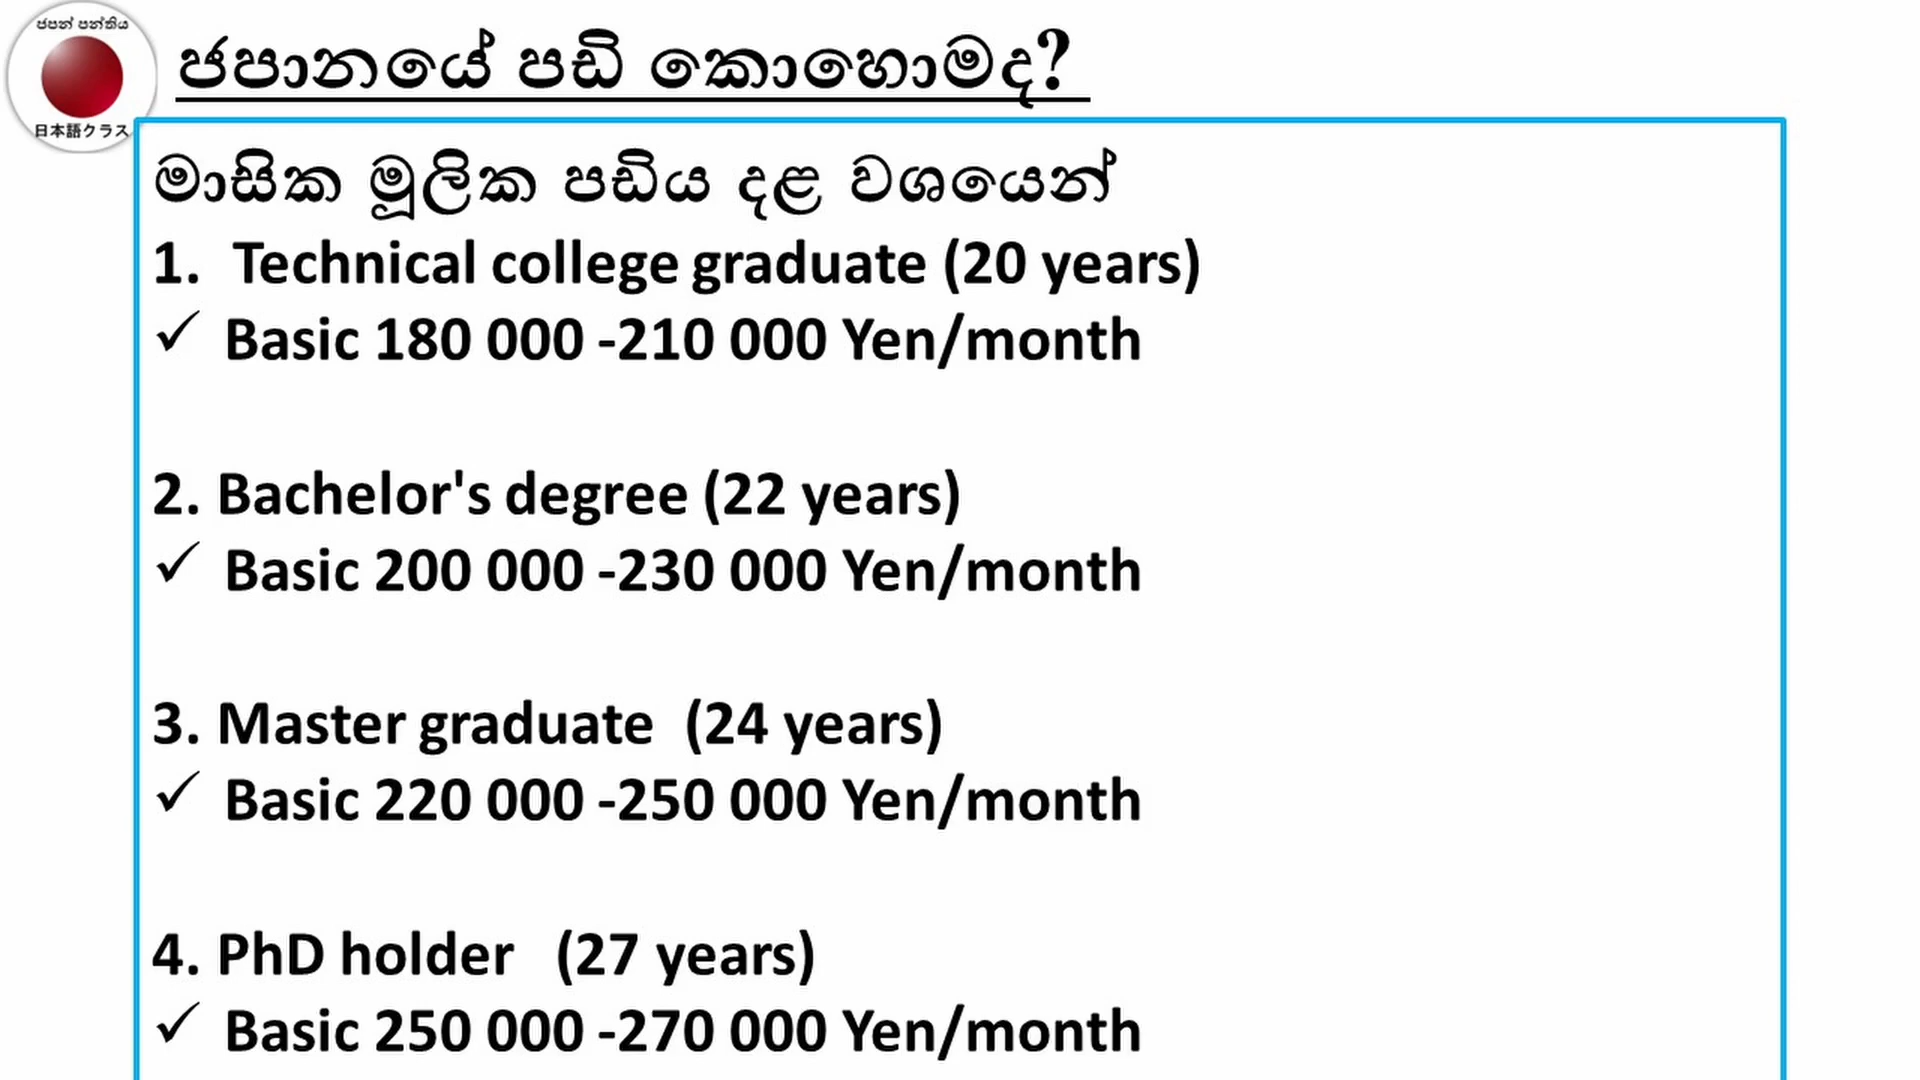 ජපන් පන්තිය
日本語クラス
ජපානයේ පඩි කොහොමද?
මාසික මූලික පඩිය දළ වශයෙන්
1. Technical college graduate (20 years)
✓ Basic 180 000 -210 000 Yen/month
2. Bachelor's degree (22 years)
✓ Basic 200 000 -230 000 Yen/month
3. Master graduate (24 years)
✓ Basic 220 000 -250 000 Yen/month
4. PhD holder (27 years)
✓ Basic 250 000 -270 000 Yen/month